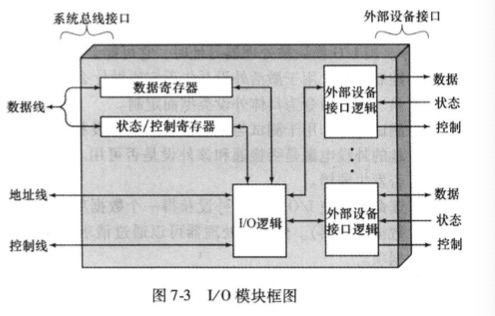 系统总线接口
外部设备接口
数据寄存器
状态/控制寄存器
数据线
地址线
控制线
I/O逻辑
外部设备
接口逻辑
数据
状态
控制
外部设备
接口逻辑
数据
状态
控制
图 7-3 I/O 模块框图